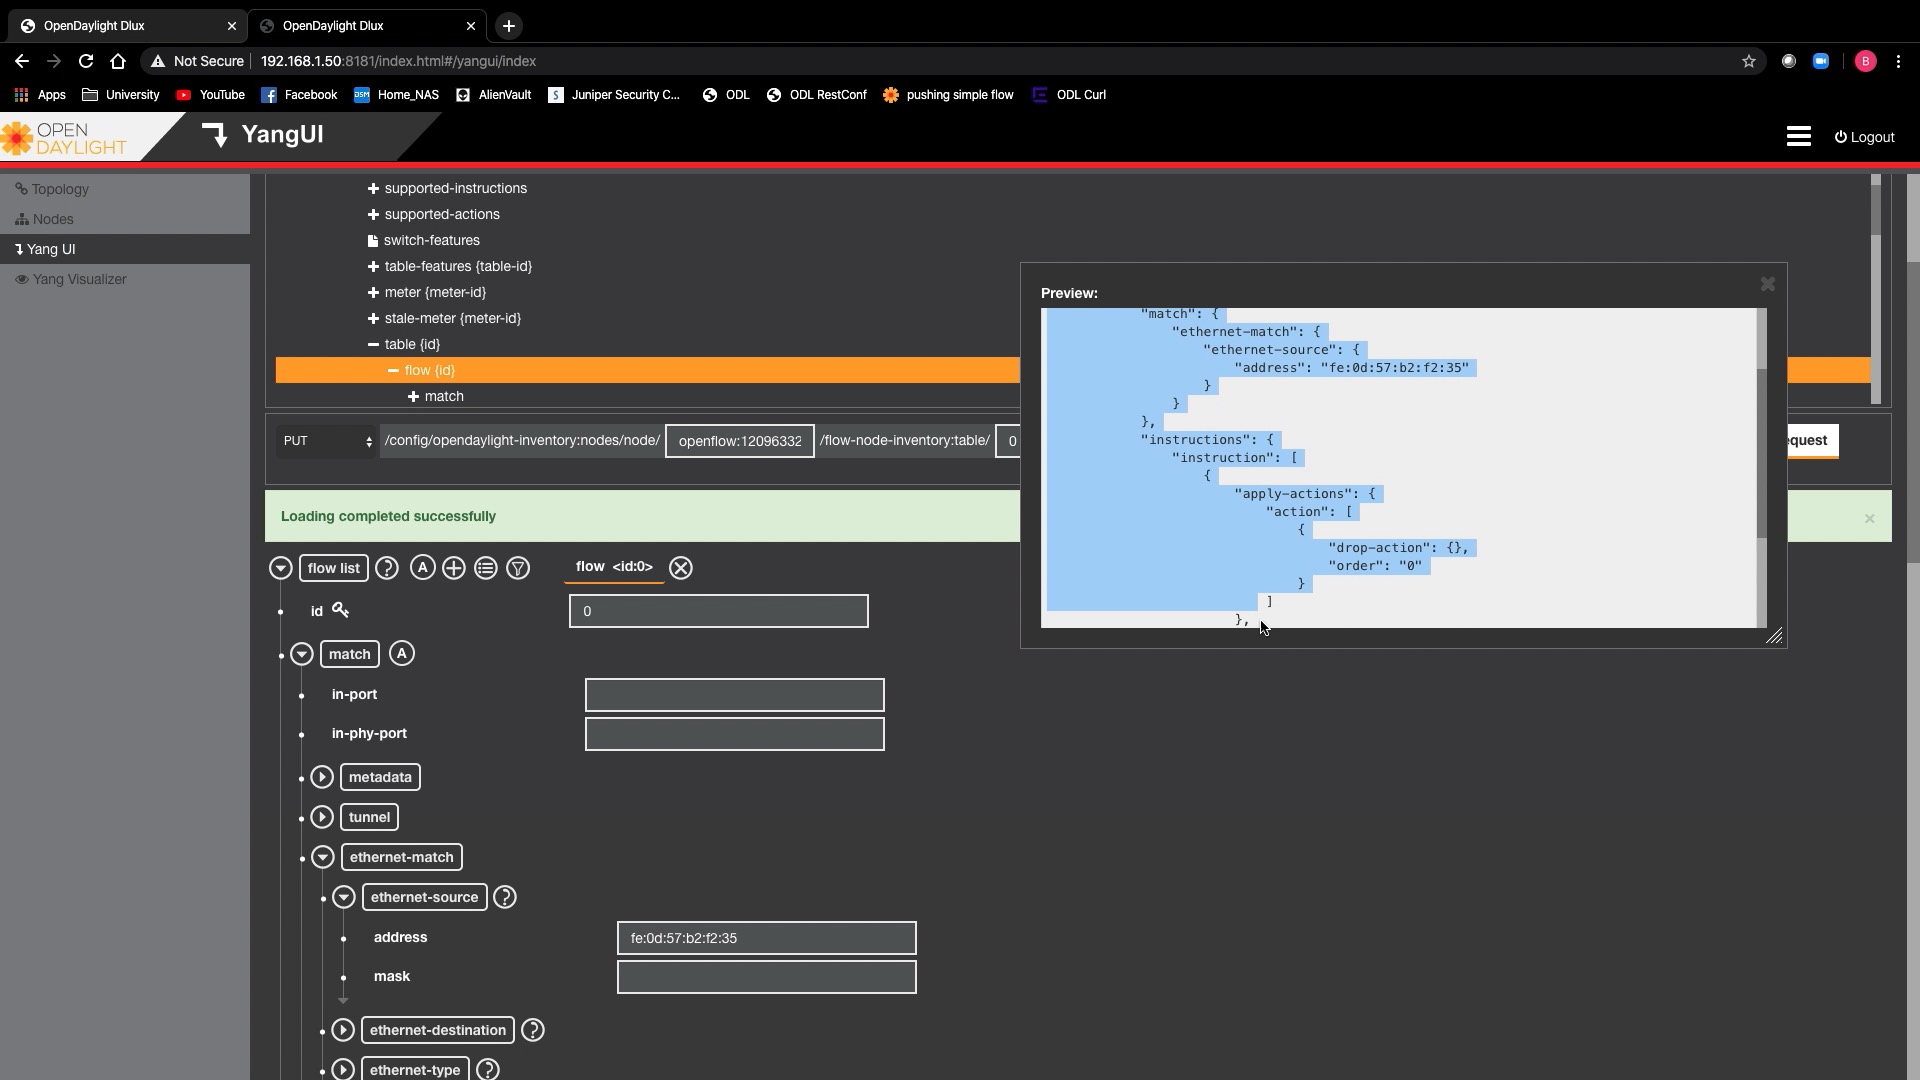 OpenDaylight Dlux
OpenDaylight Dlux
Not Secure 192.168.1.50:8181/index.html#/yangui/index
B
Apps University YouTube Facebook DSM Home_NAS AlienVault S Juniper Security C... ODL ODL RestConf pushing simple flow ODL Curl
OPEN
DAYLIGHT
YangUI
Logout
Topology
Nodes
Yang UI
Yang Visualizer
supported-instructions
supported-actions
switch-features
table-features {table-id}
meter {meter-id}
stale-meter {meter-id}
table {id}
flow {id}
match
PUT /config/opendaylight-inventory:nodes/node/ openflow:12096332 /flow-node-inventory:table/ 0
equest
Loading completed successfully
Preview:
"match": {
"ethernet-match": {
"ethernet-source": {
"address": "fe:0d:57:b2:f2:35"
}
}
},
"instructions": {
"instruction": [
{
"apply-actions": {
"action": [
{
"drop-action": {},
"order": "0"
}
]
},
flow list ? A flow <id:0>
id 0
match A
in-port
in-phy-port
metadata
tunnel
ethernet-match
ethernet-source ?
address fe:0d:57:b2:f2:35
mask
ethernet-destination ?
ethernet-type ?